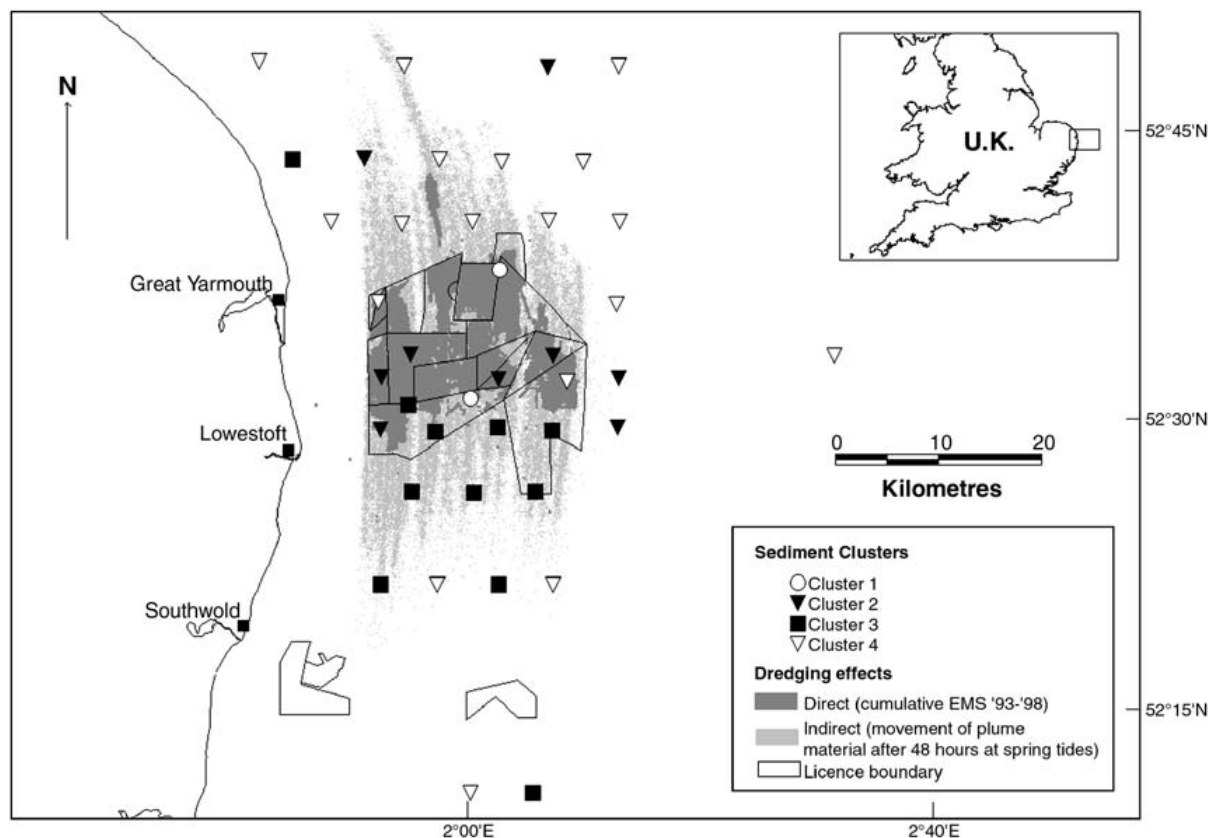 N
U.K.
52°45'N
Great Yarmouth
Lowestoft
52°30'N
0 10 20
Kilometres
Southwold
Sediment Clusters
Cluster 1
Cluster 2
Cluster 3
Cluster 4
Dredging effects
Direct (cumulative EMS '93-'98)
Indirect (movement of plume
material after 48 hours at spring tides)
Licence boundary
52°15'N
2°00'E
2°40'E